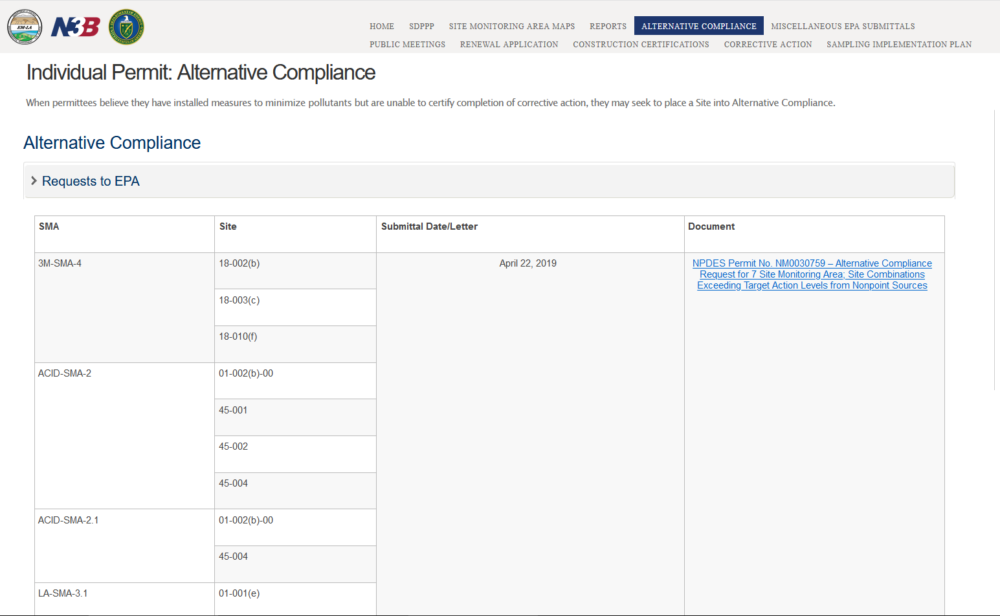 EM-LA
N3B
HOME SDPPP SITE MONITORING AREA MAPS REPORTS ALTERNATIVE COMPLIANCE MISCELLANEOUS EPA SUBMITTALS
PUBLIC MEETINGS RENEWAL APPLICATION CONSTRUCTION CERTIFICATIONS CORRECTIVE ACTION SAMPLING IMPLEMENTATION PLAN
Individual Permit: Alternative Compliance
When permittees believe they have installed measures to minimize pollutants but are unable to certify completion of corrective action, they may seek to place a Site into Alternative Compliance.
Alternative Compliance
Requests to EPA
SMA Site Submittal Date/Letter Document
3M-SMA-4 18-002(b) April 22, 2019 NPDES Permit No. NM0030759 – Alternative Compliance
Request for 7 Site Monitoring Area; Site Combinations
Exceeding Target Action Levels from Nonpoint Sources
18-003(c)
18-010(f)
ACID-SMA-2 01-002(b)-00
45-001
45-002
45-004
ACID-SMA-2.1 01-002(b)-00
45-004
LA-SMA-3.1 01-001(e)